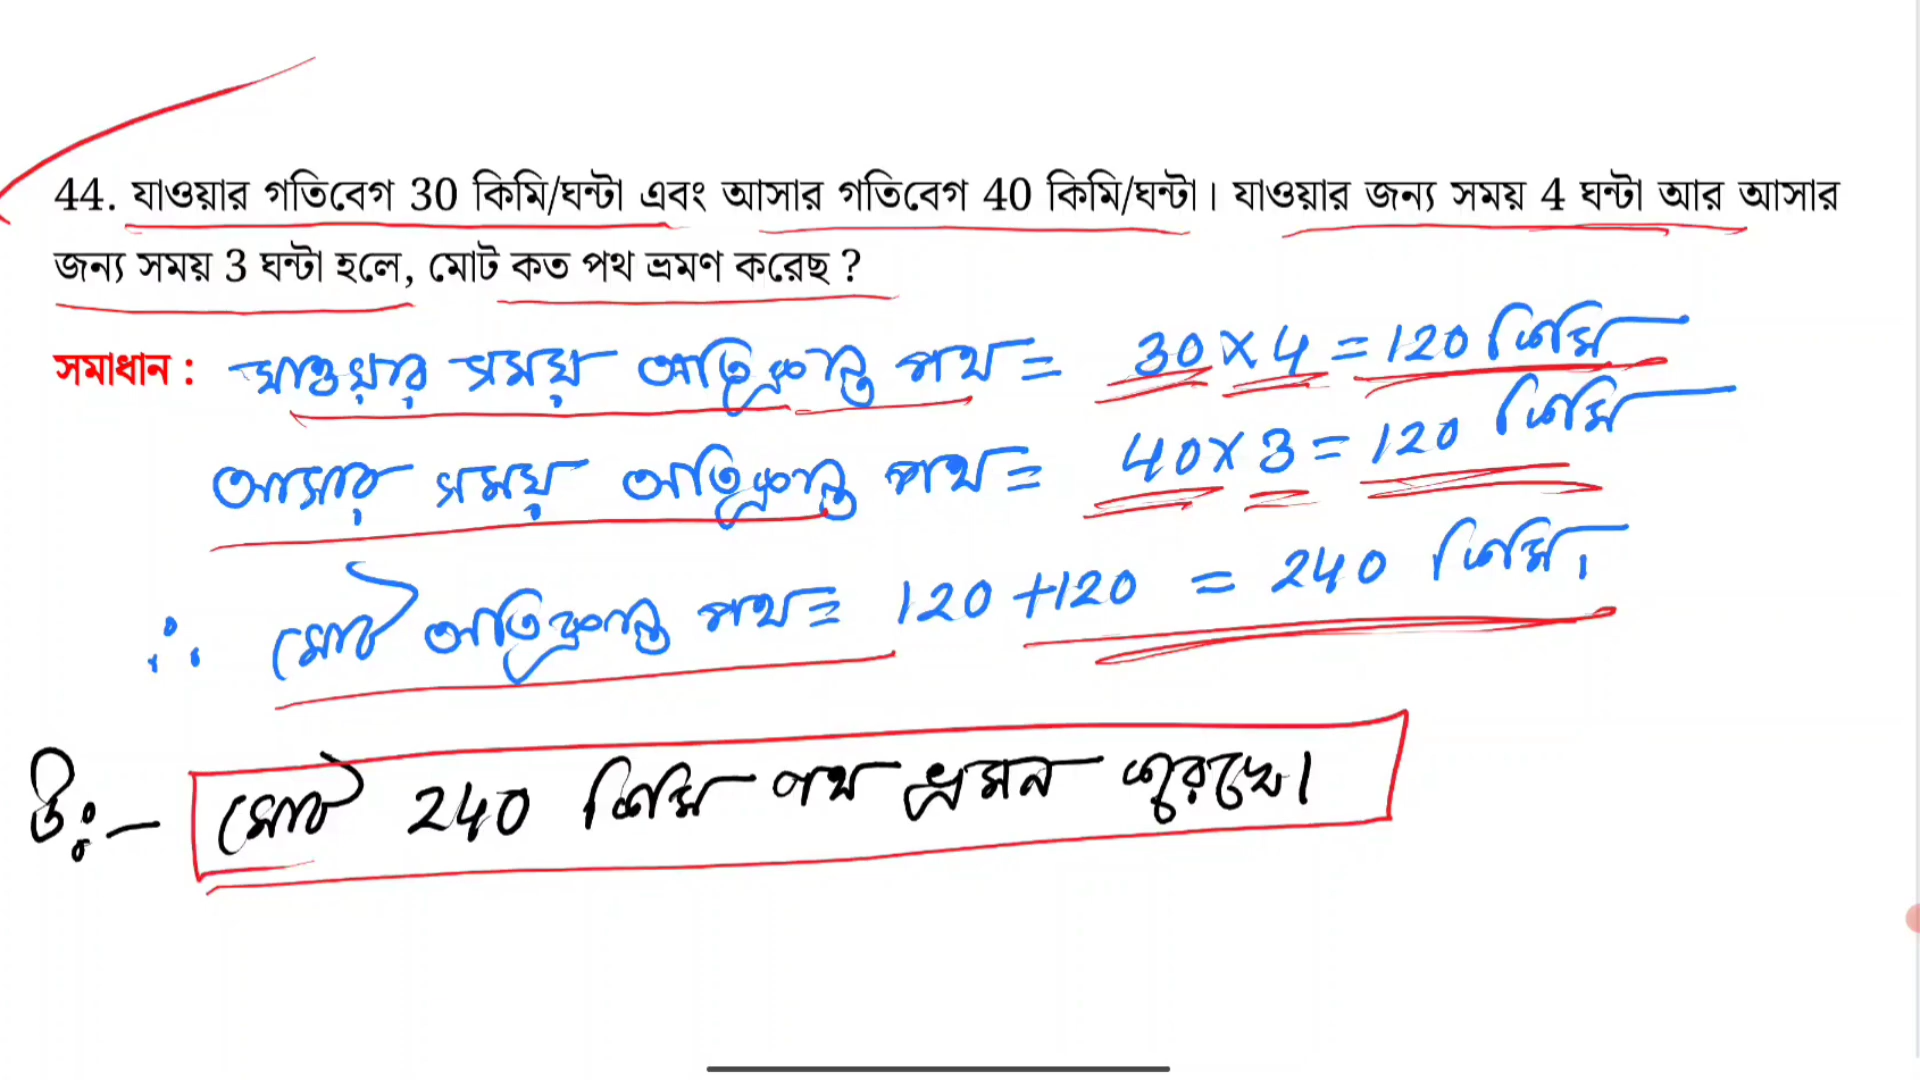 44. যাওয়ার গতিবেগ 30 কিমি/ঘন্টা এবং আসার গতিবেগ 40 কিমি/ঘন্টা। যাওয়ার জন্য সময় 4 ঘন্টা আর আসার
জন্য সময় 3 ঘন্টা হলে, মোট কত পথ ভ্রমণ করেছ ?
সমাধান : যাওয়ার সময় অতিক্রান্ত পথ = 30 × 4 = 120 কিমি
আসার সময় অতিক্রান্ত পথ = 40 × 3 = 120 কিমি
∴ মোট অতিক্রান্ত পথ = 120 + 120 = 240 কিমি।
উঃ- মোট 240 কিমি পথ ভ্রমন করেছে।